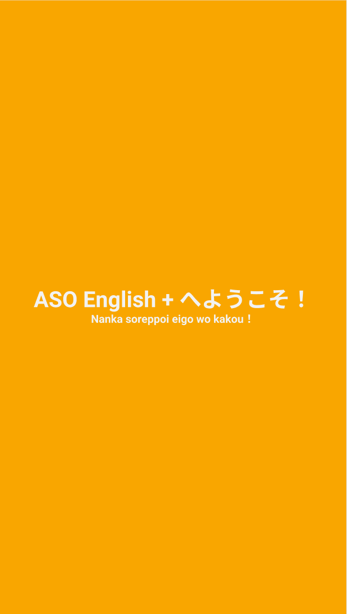 ASO English + へようこそ！
Nanka soreppoi eigo wo kakou！